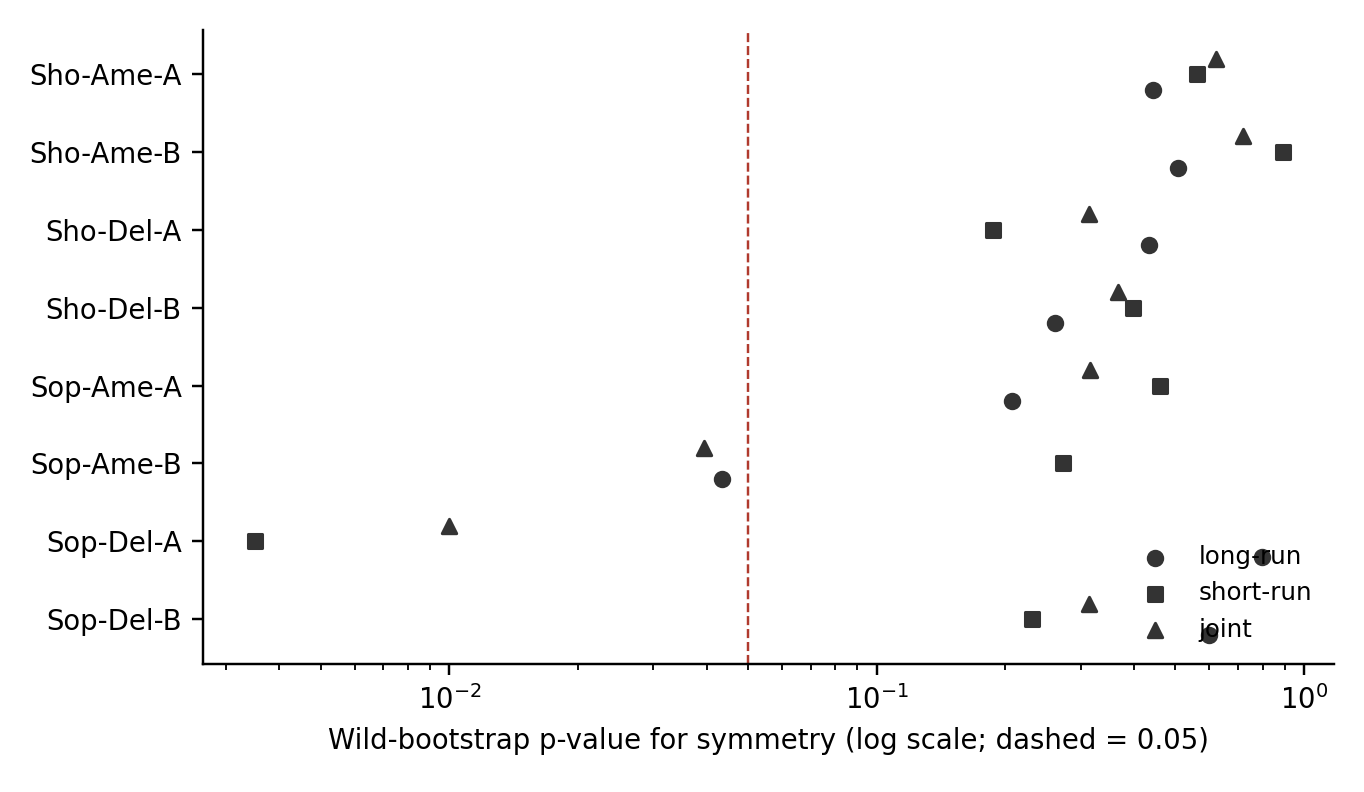 Sho-Ame-A
Sho-Ame-B
Sho-Del-A
Sho-Del-B
Sop-Ame-A
Sop-Ame-B
Sop-Del-A
Sop-Del-B
long-run
short-run
joint
10⁻² 10⁻¹ 10⁰
Wild-bootstrap p-value for symmetry (log scale; dashed = 0.05)